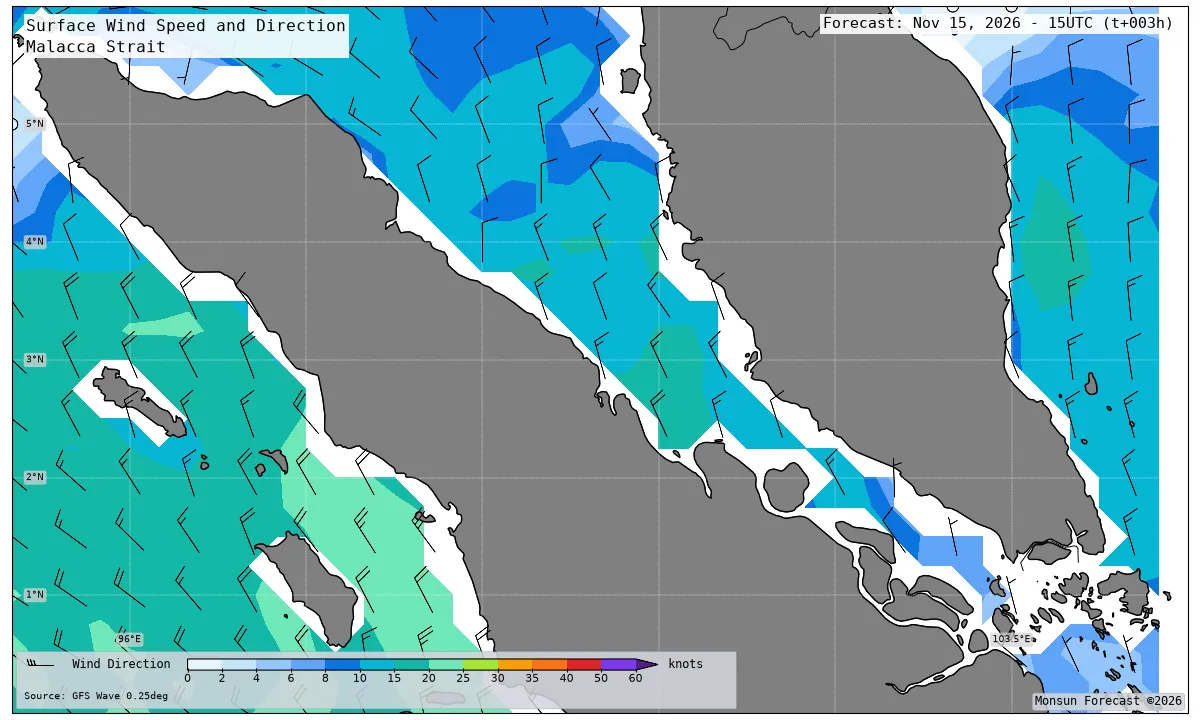 Surface Wind Speed and Direction
Malacca Strait
Forecast: Nov 15, 2026 - 15UTC (t+003h)
5°N
4°N
3°N
2°N
1°N
96°E
103.5°E
Wind Direction
0 2 4 6 8 10 15 20 25 30 35 40 50 60
knots
Source: GFS Wave 0.25deg
Monsun Forecast ©2026